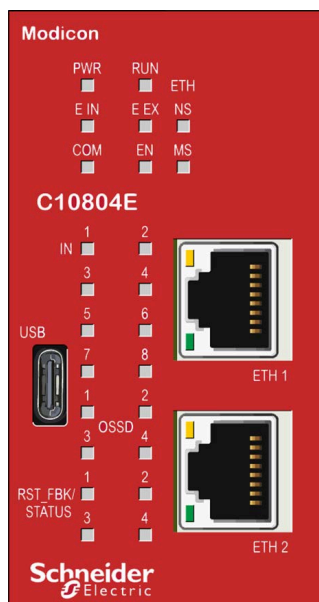 Modicon
PWR RUN
ETH
E IN E EX NS
COM EN MS
C10804E
1 2
IN
3 4
5 6
USB
7 8
ETH 1
1 2
OSSD
3 4
1 2
RST_FBK/
STATUS
3 4
ETH 2
Schneider
Electric